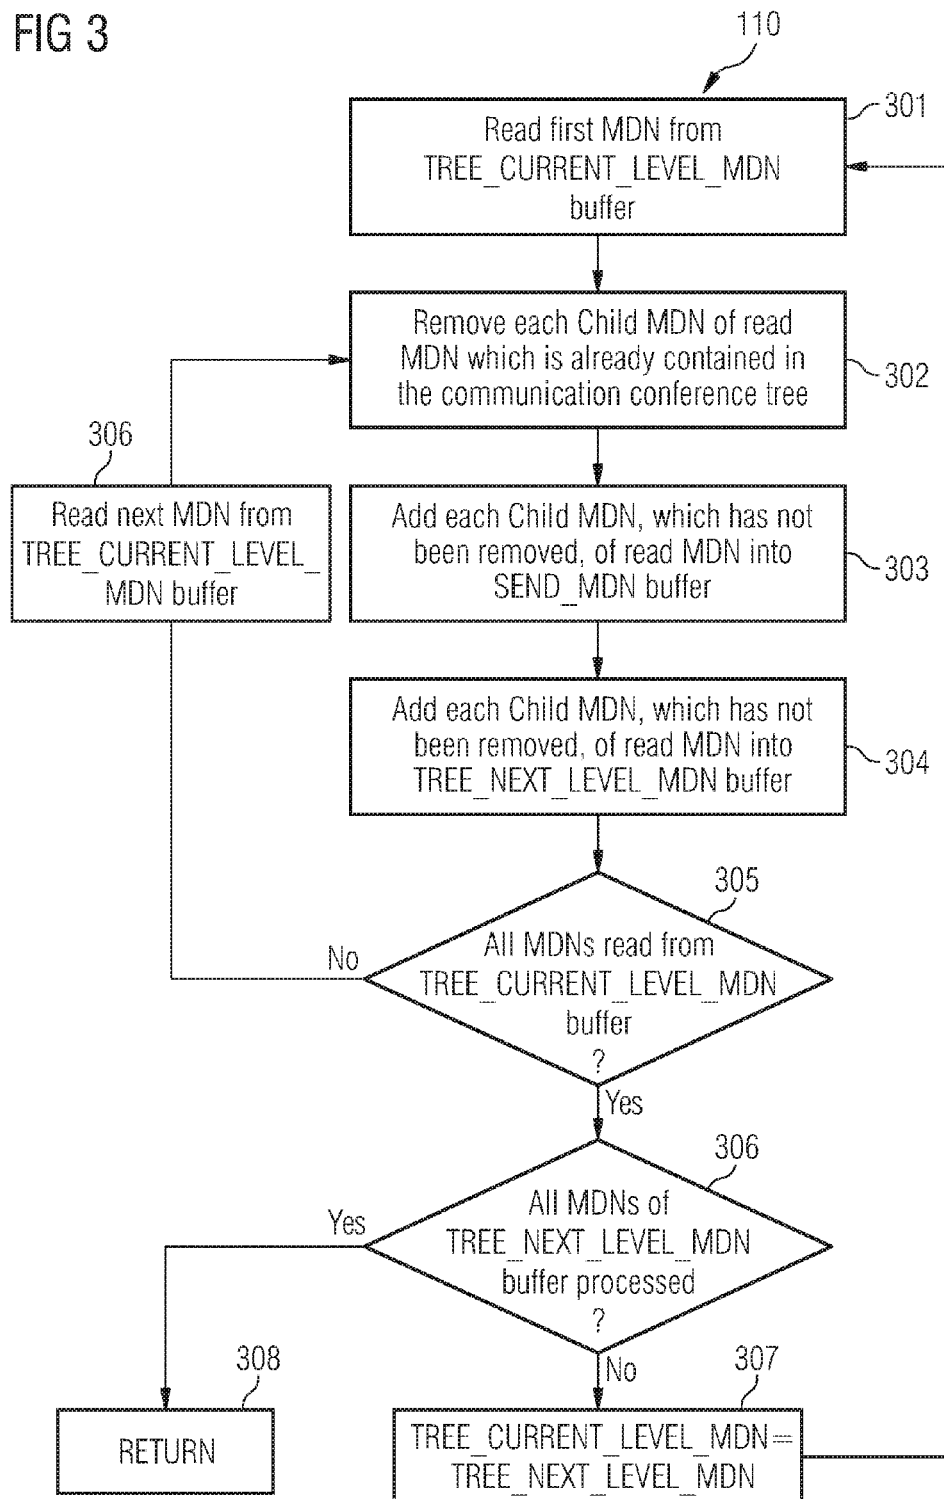 FIG 3
110
301
Read first MDN from
TREE_CURRENT_LEVEL_MDN
buffer
Remove each Child MDN of read
MDN which is already contained in
the communication conference tree
302
306
Read next MDN from
TREE_CURRENT_LEVEL_
MDN buffer
Add each Child MDN, which has not
been removed, of read MDN into
SEND_MDN buffer
303
Add each Child MDN, which has not
been removed, of read MDN into
TREE_NEXT_LEVEL_MDN buffer
304
305
All MDNs read from
TREE_CURRENT_LEVEL_MDN
buffer
?
No
Yes
306
All MDNs of
TREE_NEXT_LEVEL_MDN
buffer processed
?
Yes
No
308
RETURN
307
TREE_CURRENT_LEVEL_MDN=
TREE_NEXT_LEVEL_MDN